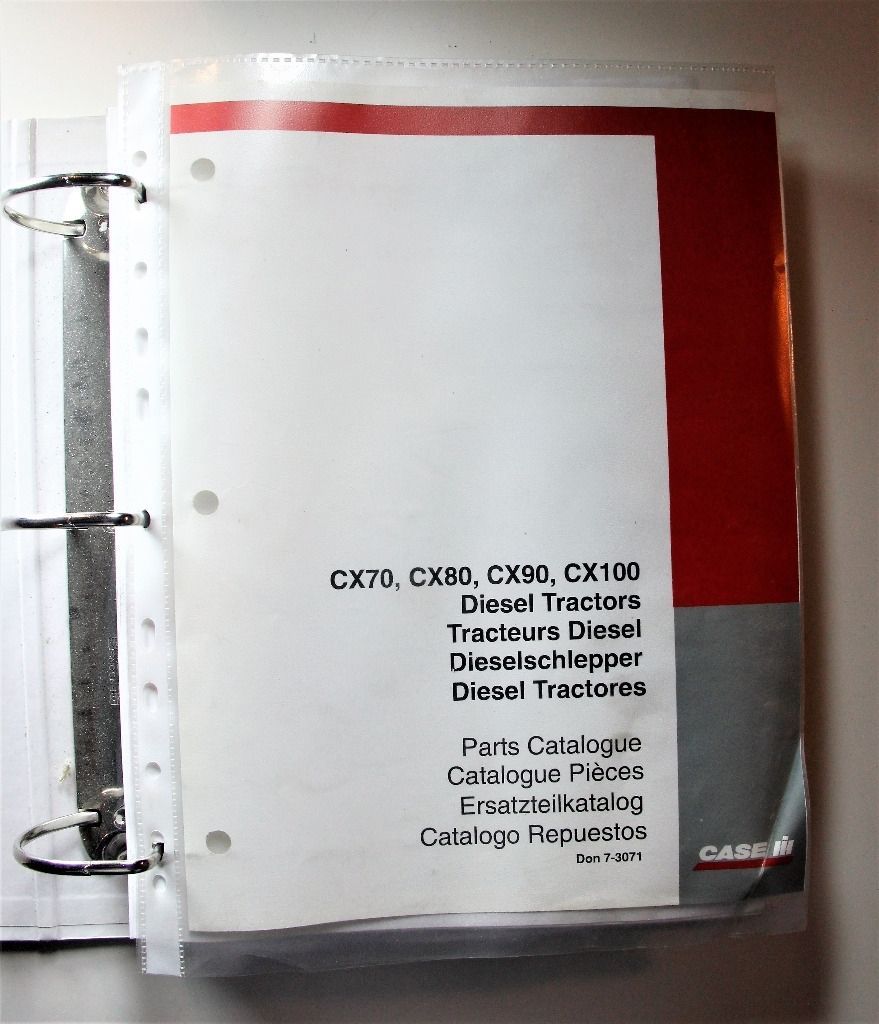 CX70, CX80, CX90, CX100
Diesel Tractors
Tracteurs Diesel
Dieselschlepper
Diesel Tractores
Parts Catalogue
Catalogue Pièces
Ersatzteilkatalog
Catalogo Repuestos
Don 7-3071
CASE IH